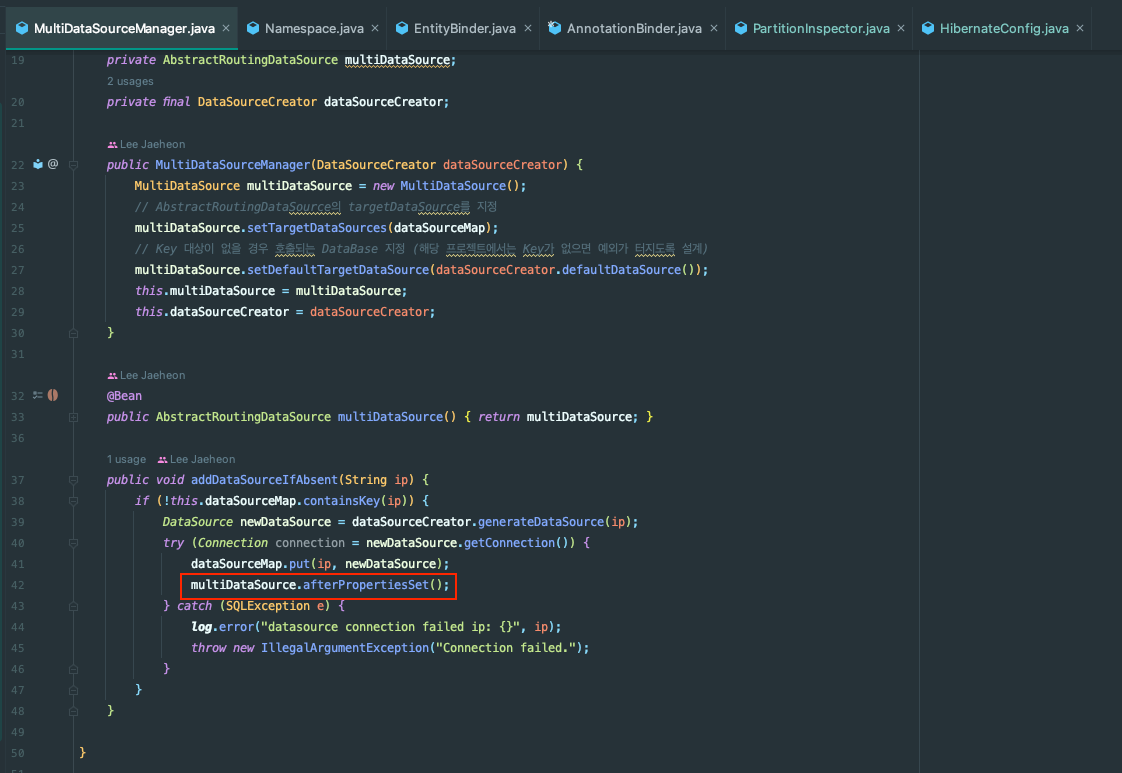 MultiDataSourceManager.java × Namespace.java × EntityBinder.java × AnnotationBinder.java × PartitionInspector.java × HibernateConfig.java ×
19 private AbstractRoutingDataSource multiDataSource;
2 usages
20 private final DataSourceCreator dataSourceCreator;
21
Lee Jaeheon
22 @ public MultiDataSourceManager(DataSourceCreator dataSourceCreator) {
23 MultiDataSource multiDataSource = new MultiDataSource();
24 // AbstractRoutingDataSource의 targetDataSource를 지정
25 multiDataSource.setTargetDataSources(dataSourceMap);
26 // Key 대상이 없을 경우 호출되는 DataBase 지정 (해당 프로젝트에서는 Key가 없으면 예외가 터지도록 설계)
27 multiDataSource.setDefaultTargetDataSource(dataSourceCreator.defaultDataSource());
28 this.multiDataSource = multiDataSource;
29 this.dataSourceCreator = dataSourceCreator;
30 }
31
Lee Jaeheon
32 @Bean
33 public AbstractRoutingDataSource multiDataSource() { return multiDataSource; }
36
1 usage Lee Jaeheon
37 public void addDataSourceIfAbsent(String ip) {
38 if (!this.dataSourceMap.containsKey(ip)) {
39 DataSource newDataSource = dataSourceCreator.generateDataSource(ip);
40 try (Connection connection = newDataSource.getConnection()) {
41 dataSourceMap.put(ip, newDataSource);
42 multiDataSource.afterPropertiesSet();
43 } catch (SQLException e) {
44 log.error("datasource connection failed ip: {}", ip);
45 throw new IllegalArgumentException("Connection failed.");
46 }
47 }
48 }
49
50 }